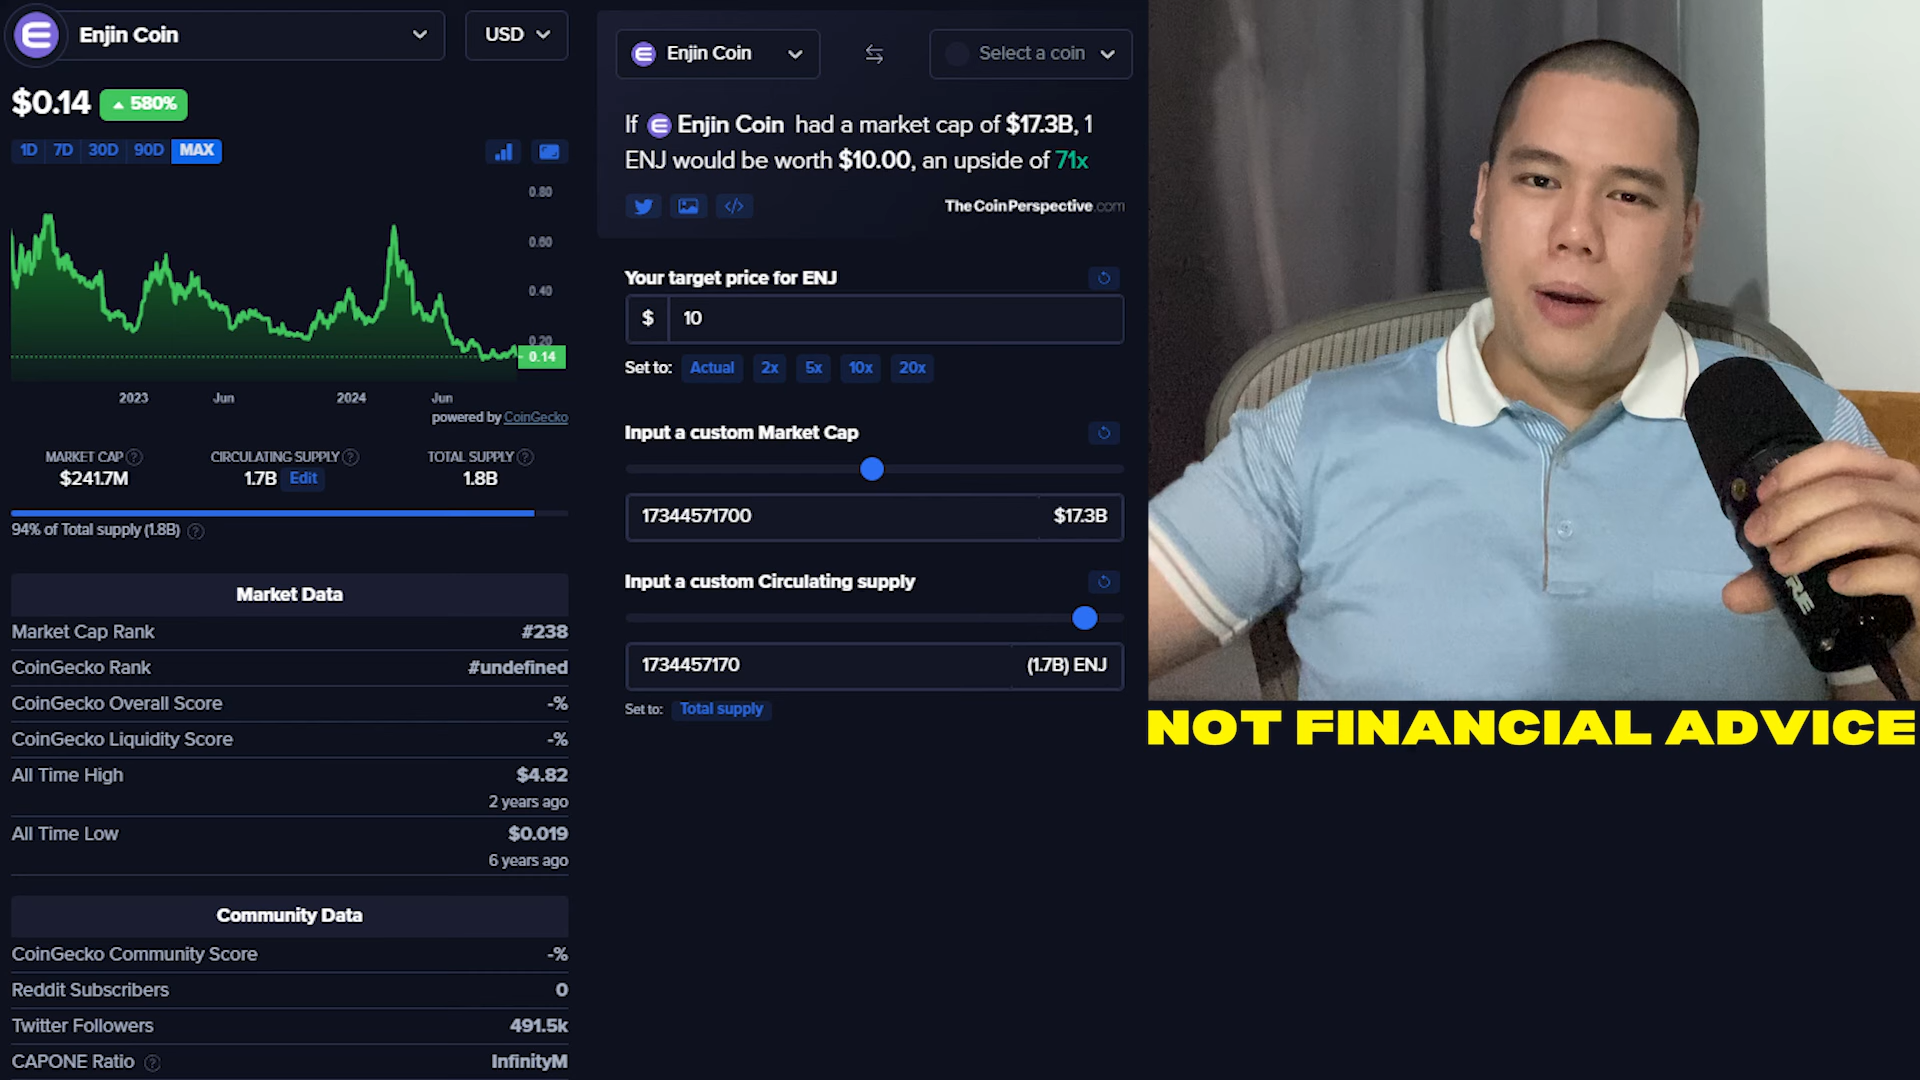 Enjin Coin
USD
$0.14
580%
1D 7D 30D 90D MAX
0.80
0.60
0.40
0.20
0.14
2023 Jun 2024 Jun
powered by CoinGecko
MARKET CAP ?
$241.7M
CIRCULATING SUPPLY ?
1.7B Edit
TOTAL SUPPLY ?
1.8B
94% of Total supply (1.8B) ?
Market Data
Market Cap Rank #238
CoinGecko Rank #undefined
CoinGecko Overall Score -%
CoinGecko Liquidity Score -%
All Time High $4.82
2 years ago
All Time Low $0.019
6 years ago
Community Data
CoinGecko Community Score -%
Reddit Subscribers 0
Twitter Followers 491.5k
CAPONE Ratio ? InfinityM
Enjin Coin
Select a coin
If Enjin Coin had a market cap of $17.3B, 1
ENJ would be worth $10.00, an upside of 71x
</>
TheCoinPerspective.com
Your target price for ENJ
$ 10
Set to: Actual 2x 5x 10x 20x
Input a custom Market Cap
17344571700 $17.3B
Input a custom Circulating supply
1734457170 (1.7B) ENJ
Set to: Total supply
NOT FINANCIAL ADVICE